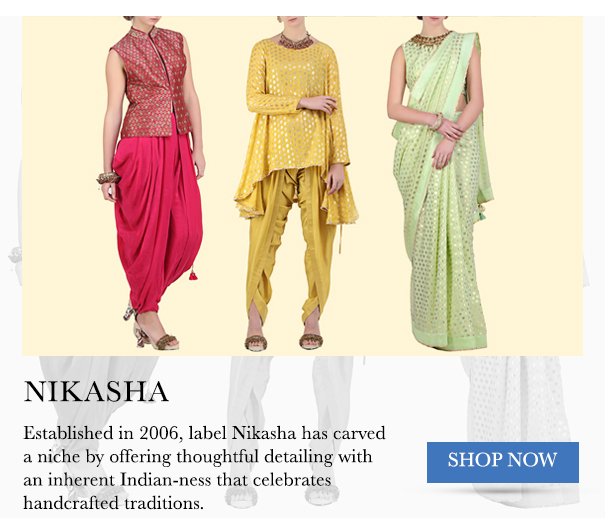 NIKASHA
Established in 2006, label Nikasha has carved
a niche by offering thoughtful detailing with
an inherent Indian-ness that celebrates
handcrafted traditions.
SHOP NOW